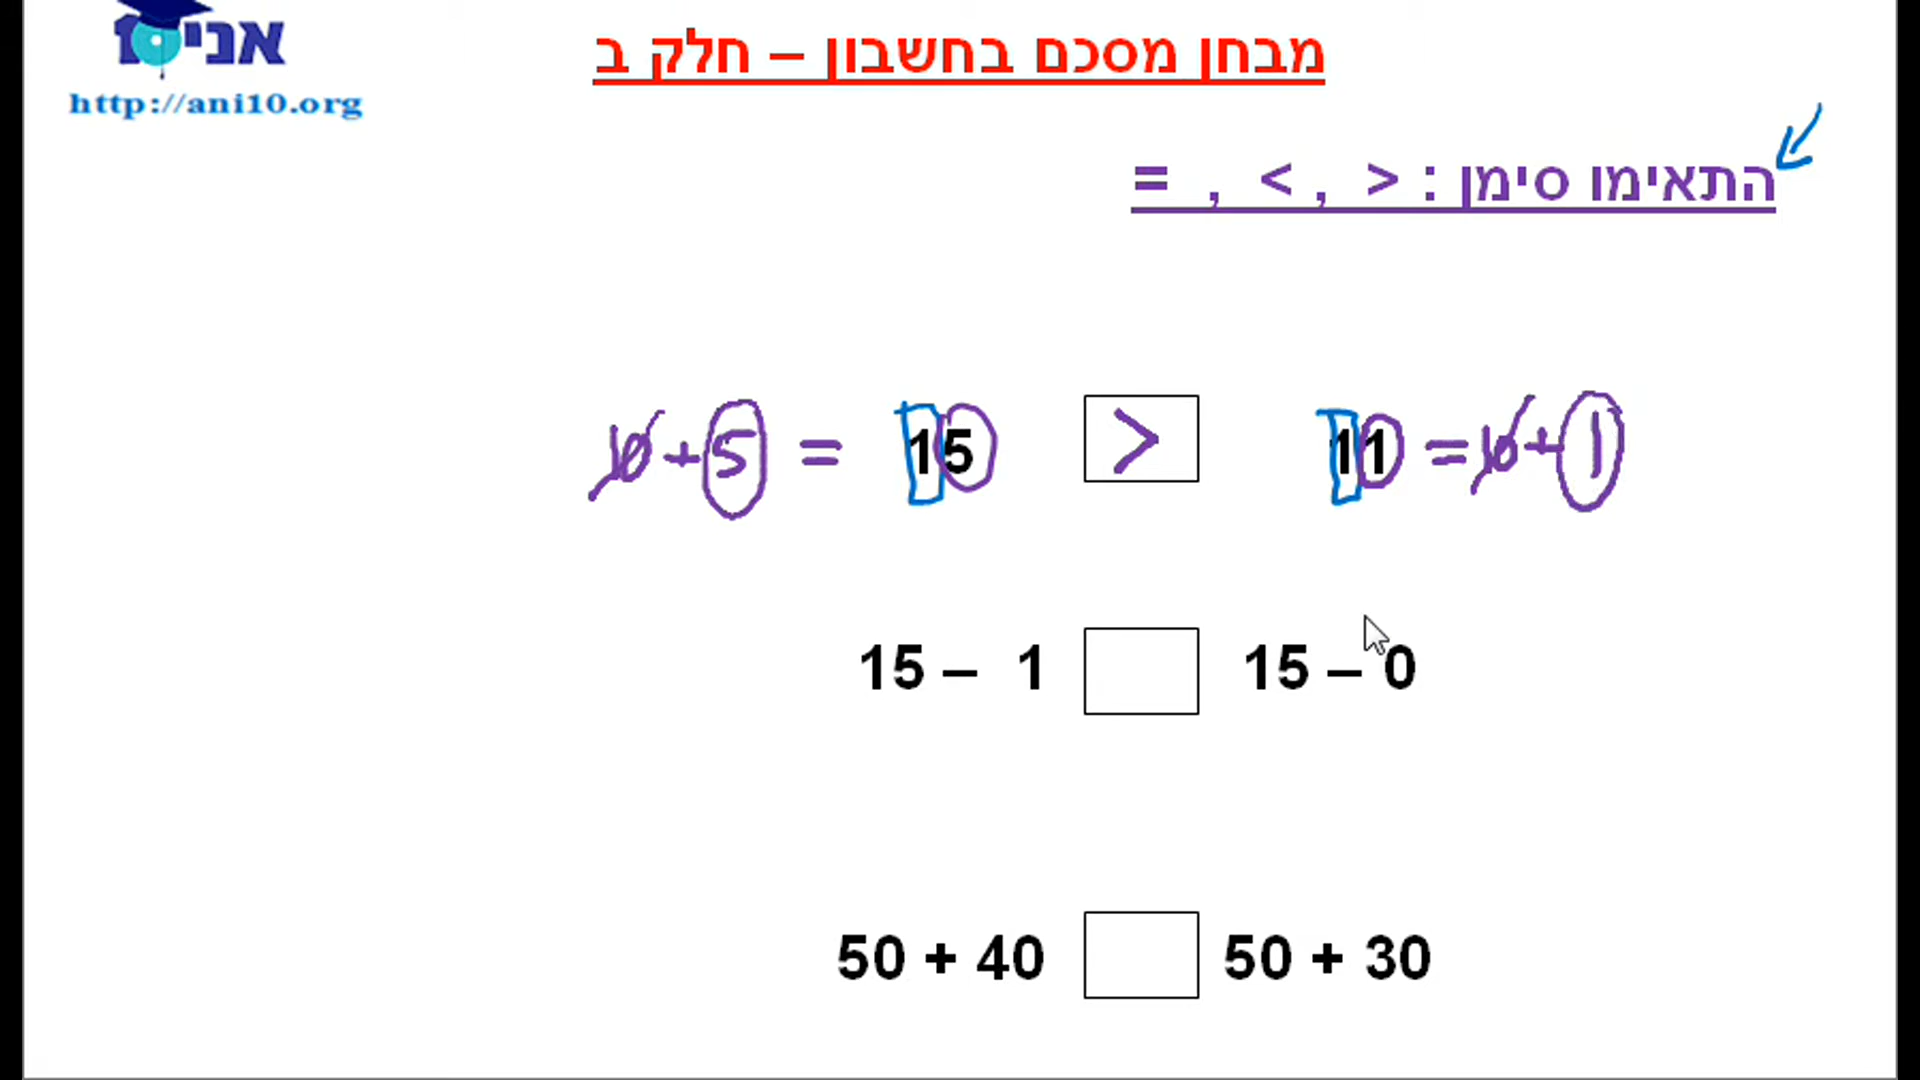 אני10
http://ani10.org
מבחן מסכם בחשבון – חלק ב
התאימו סימן : > , < , =
10+5 = 15 > 11 =10+1
15 – 1 15 – 0
50 + 40 50 + 30